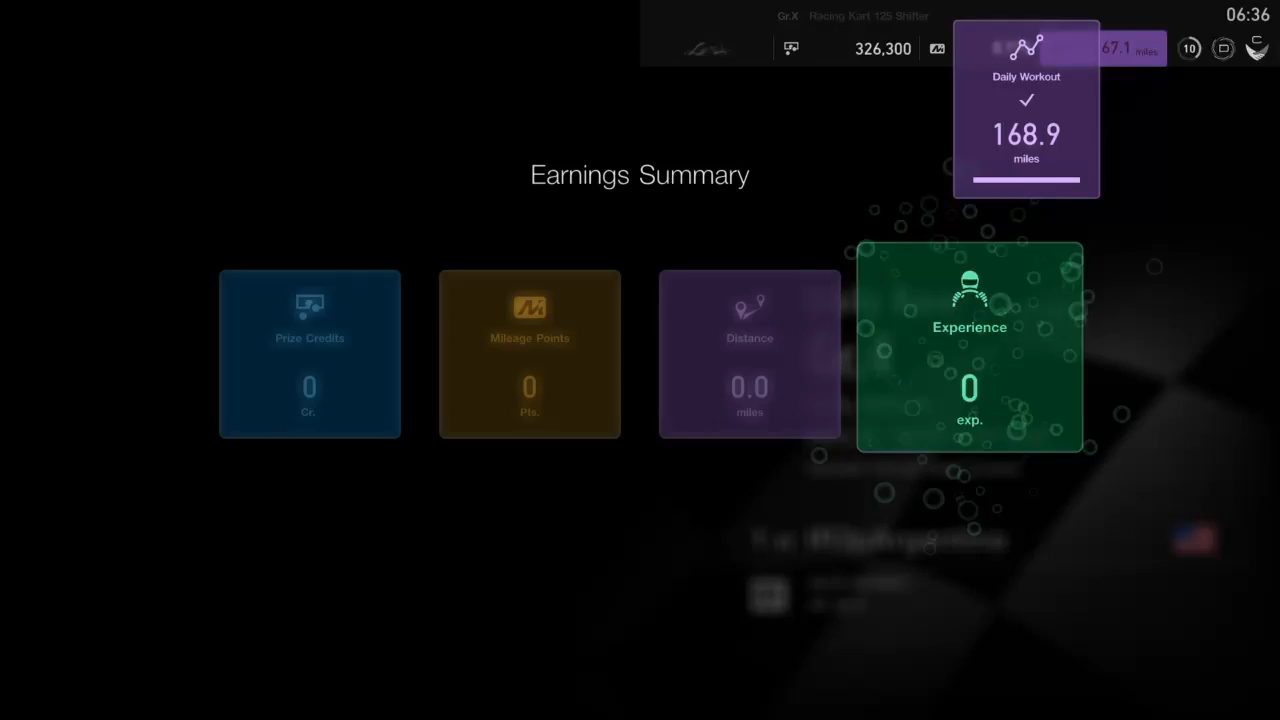 06:36
Gr.X Racing Kart 125 Shifter
326,300
67.1 miles
10
D
C
Daily Workout
168.9
miles
Earnings Summary
Prize Credits
0
Cr.
Mileage Points
0
Pts.
Distance
0.0
miles
Experience
0
exp.